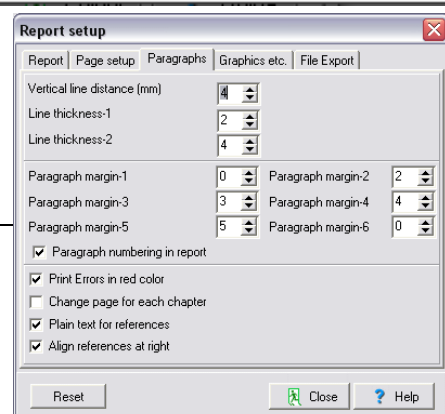 Report setup
Report Page setup Paragraphs Graphics etc. File Export
Vertical line distance (mm) 4
Line thickness-1 2
Line thickness-2 4
Paragraph margin-1 0 Paragraph margin-2 2
Paragraph margin-3 3 Paragraph margin-4 4
Paragraph margin-5 5 Paragraph margin-6 0
Paragraph numbering in report
Print Errors in red color
Change page for each chapter
Plain text for references
Align references at right
Reset Close ? Help